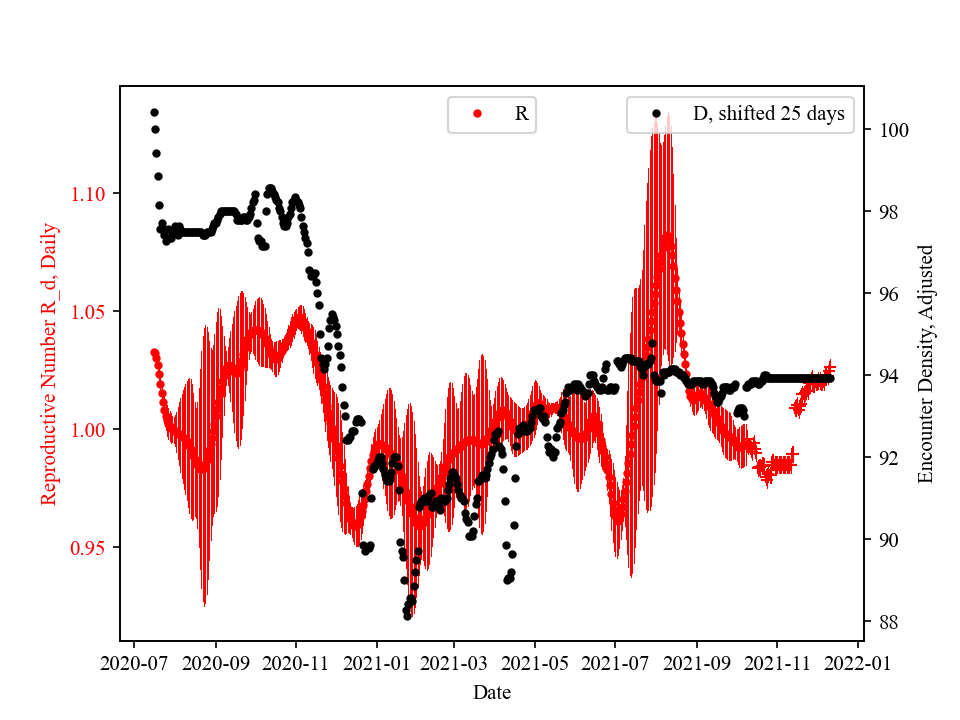 R
D, shifted 25 days
Reproductive Number R_d, Daily
1.10
1.05
1.00
0.95
100
98
96
94
92
90
88
Encounter Density, Adjusted
2020-07 2020-09 2020-11 2021-01 2021-03 2021-05 2021-07 2021-09 2021-11 2022-01
Date